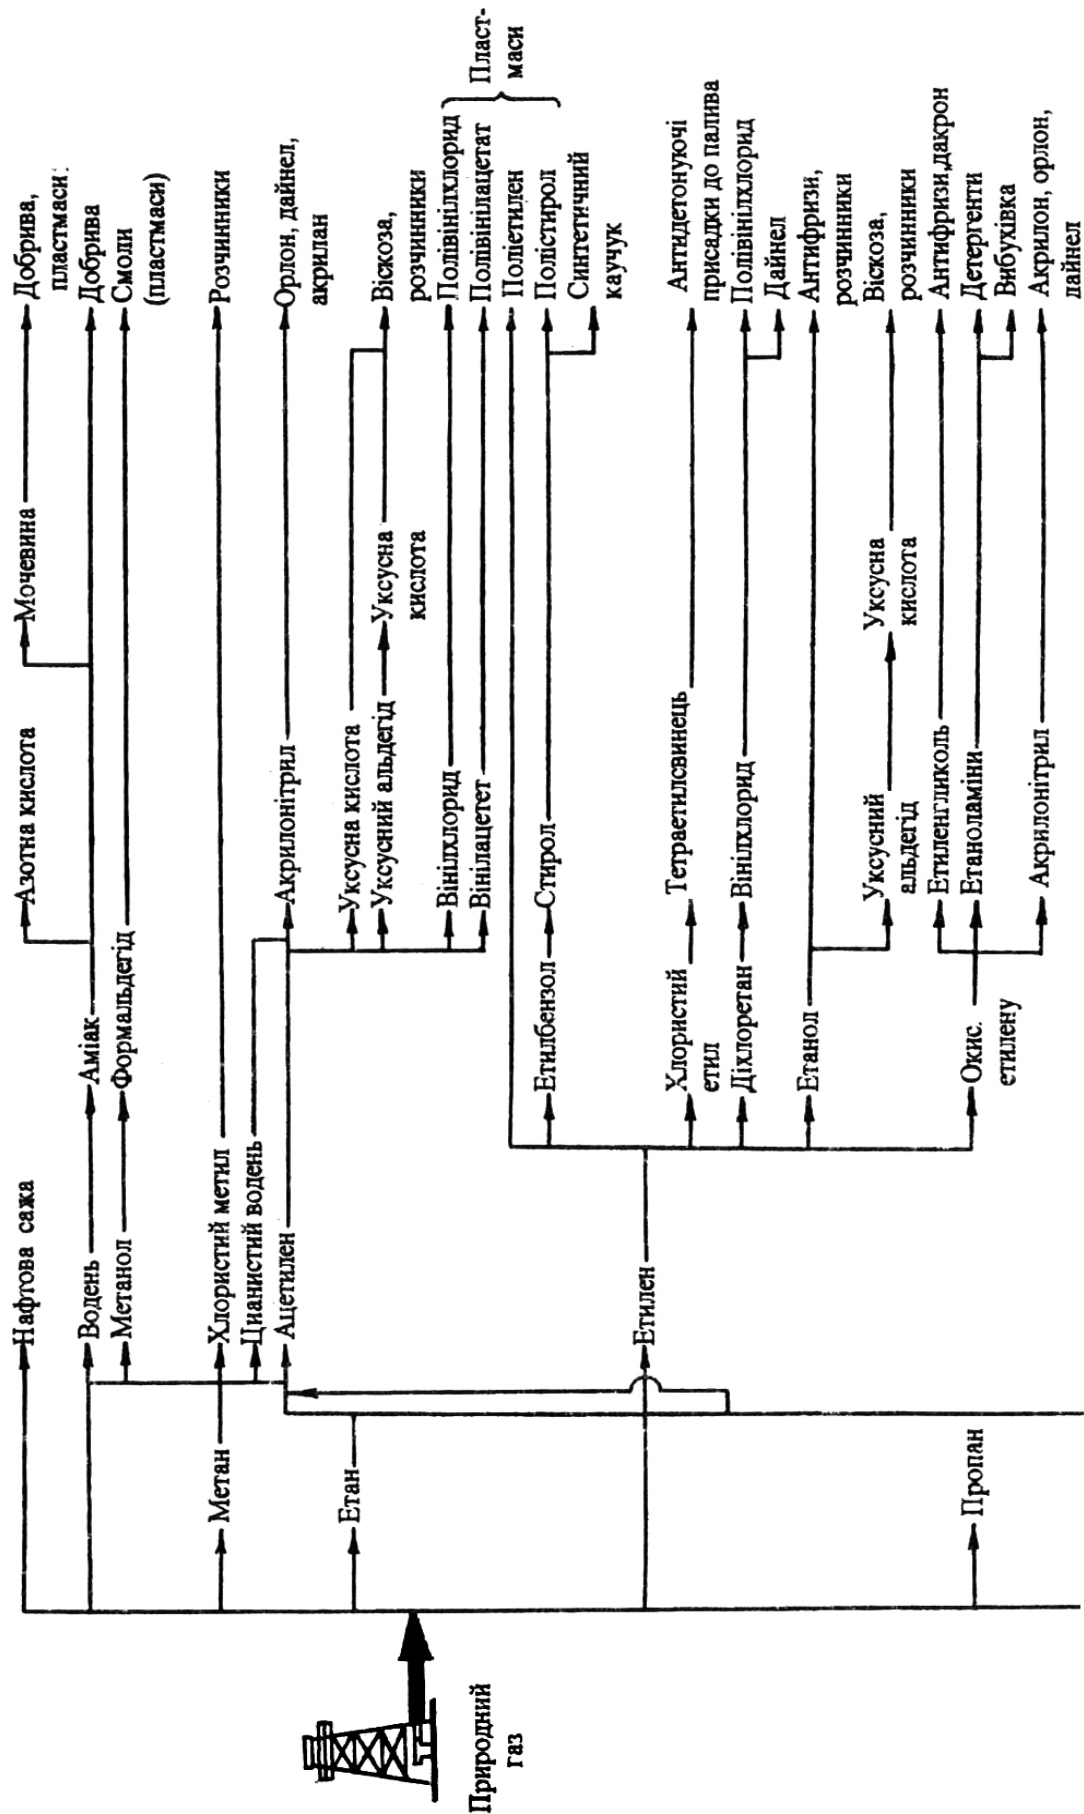 Природний
газ
Нафтова сажа
Азотна кислота
Мочевина
Добрива,
пластмаси:
Водень
Аміак
Добрива
Метанол
Формальдегід
Смоли
(пластмаси)
Метан
Хлористий метил
Розчинники
Цианистий водень
Ацетилен
Акрилонітрил
Орлон, дайнел,
акрилан
Етан
Уксусна кислота
Уксусний альдегід
Уксусна
кислота
Віскоза,
розчинники
Вінілхлорид
Полівінілхлорид
Вінілацетет
Полівінілацетат
Поліетилен
Пласт-
маси
Етилбензол
Стирол
Полістирол
Синтетичний
каучук
Етилен
Хлористий
етил
Тетраетилсвинець
Антидетонуючі
присадки до палива
Діхлоретан
Вінілхлорид
Полівінілхлорид
Дайнел
Етанол
Антифризи,
розчинники
Уксусний
альдегід
Уксусна
кислота
Віскоза,
розчинники
Пропан
Окис.
етилену
Етиленгликоль
Антифризи,дакрон
Етаноламіни
Детергенти
Вибухівка
Акрилонітрил
Акрилон, орлон,
дайнел